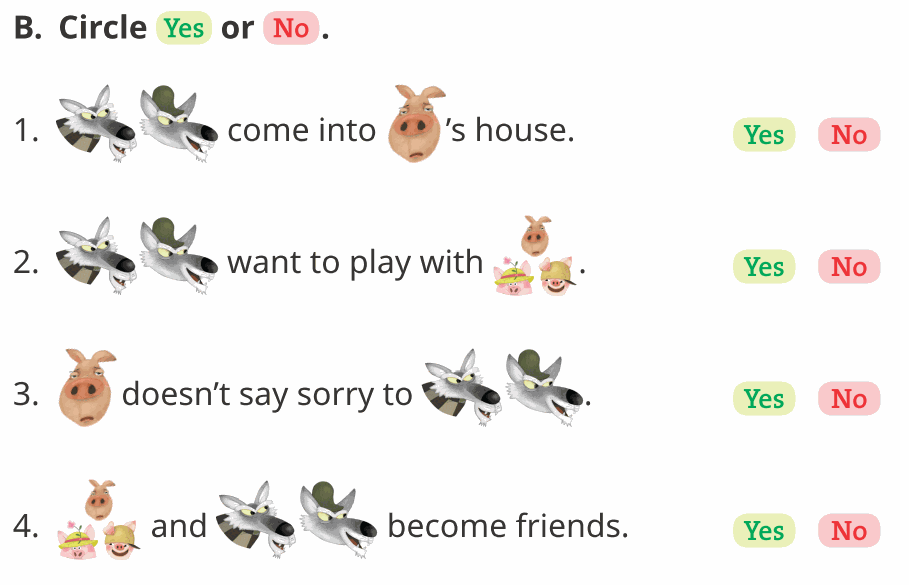 B. Circle Yes or No.
1. come into 's house. Yes No
2. want to play with . Yes No
3. doesn't say sorry to . Yes No
4. and become friends. Yes No